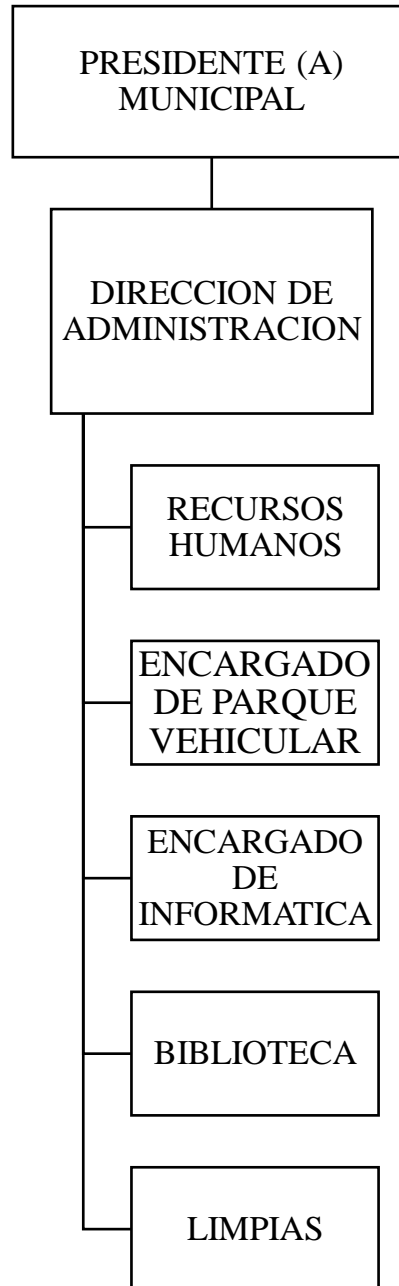 PRESIDENTE (A)
MUNICIPAL
DIRECCION DE
ADMINISTRACION
RECURSOS
HUMANOS
ENCARGADO
DE PARQUE
VEHICULAR
ENCARGADO
DE
INFORMATICA
BIBLIOTECA
LIMPIAS